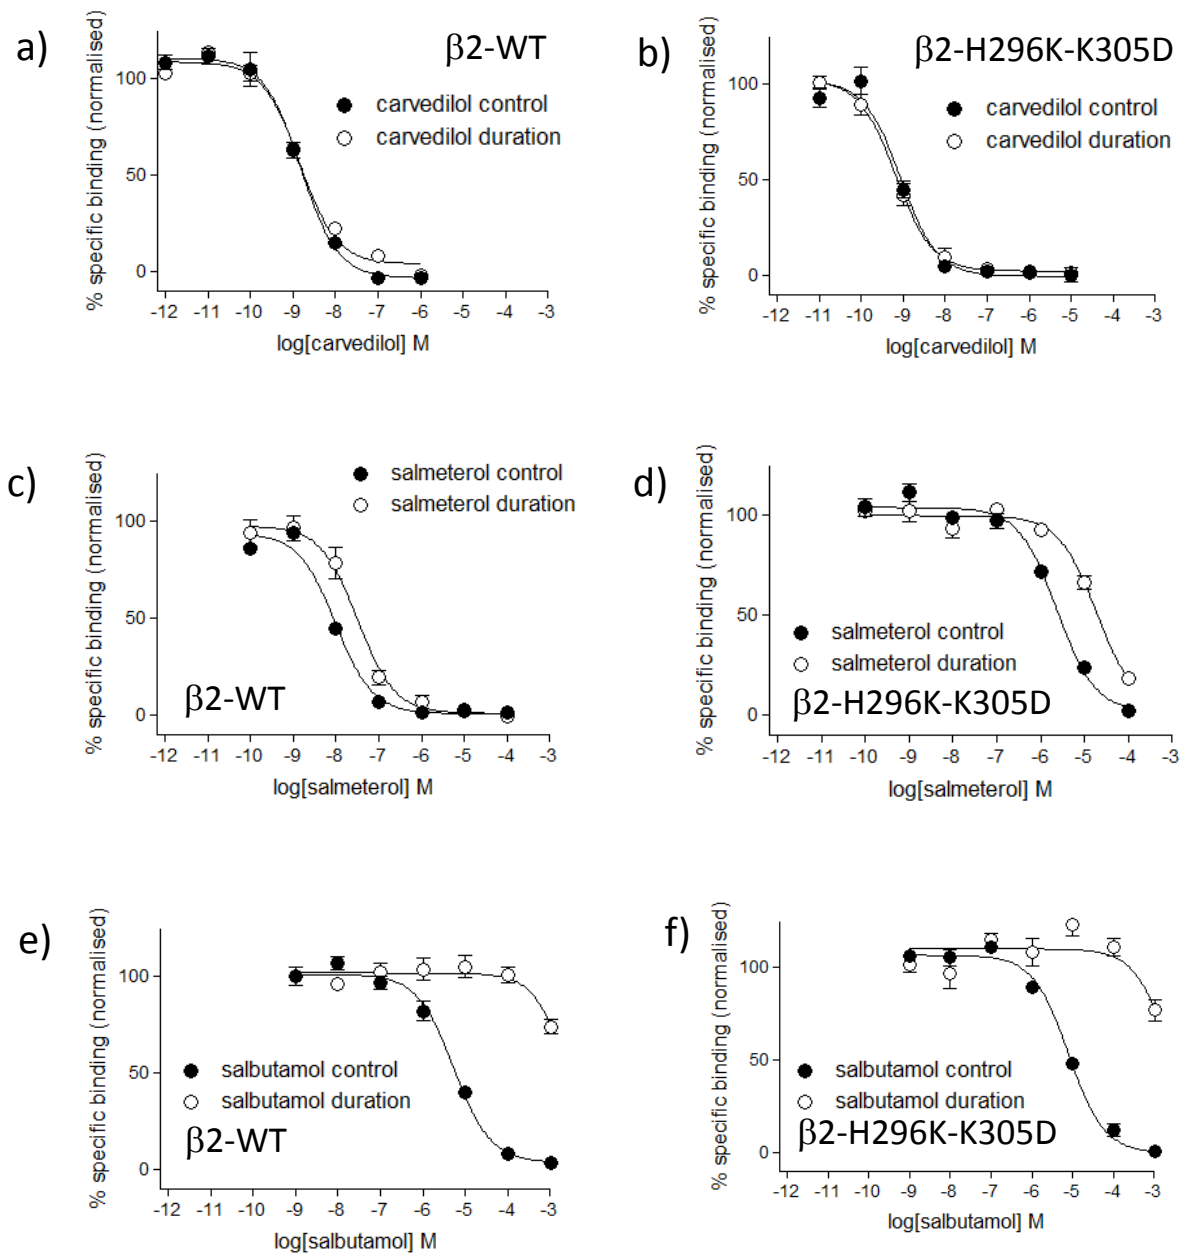 a)
β2-WT
carvedilol control
carvedilol duration
% specific binding (normalised)
100
50
0
-12 -11 -10 -9 -8 -7 -6 -5 -4 -3
log[carvedilol] M
b)
β2-H296K-K305D
carvedilol control
carvedilol duration
% specific binding (normalised)
100
50
0
-12 -11 -10 -9 -8 -7 -6 -5 -4 -3
log[carvedilol] M
c)
salmeterol control
salmeterol duration
% specific binding (normalised)
100
50
0
β2-WT
-12 -11 -10 -9 -8 -7 -6 -5 -4 -3
log[salmeterol] M
d)
% specific binding (normalised)
100
50
0
salmeterol control
salmeterol duration
β2-H296K-K305D
-12 -11 -10 -9 -8 -7 -6 -5 -4 -3
log[salmeterol] M
e)
% specific binding (normalised)
100
50
0
salbutamol control
salbutamol duration
β2-WT
-12 -11 -10 -9 -8 -7 -6 -5 -4 -3
log[salbutamol] M
f)
% specific binding (normalised)
100
50
0
salbutamol control
salbutamol duration
β2-H296K-K305D
-12 -11 -10 -9 -8 -7 -6 -5 -4 -3
log[salbutamol] M